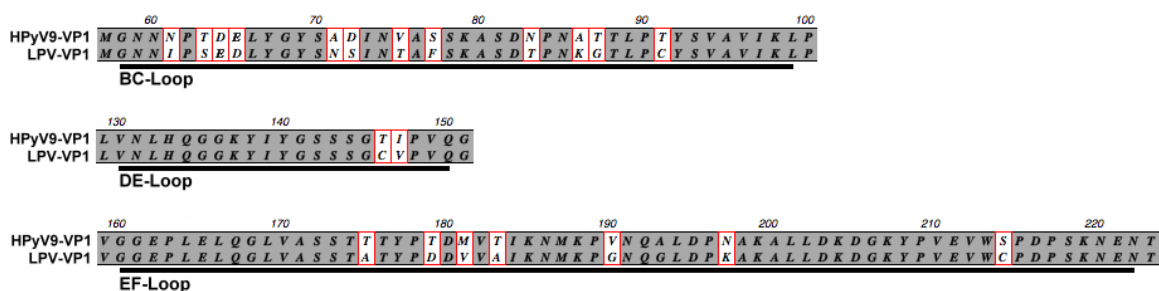 60 70 80 90 100
HPyV9-VP1 M G N N N P T D E L Y G Y S A D I N V A S S K A S D N P N A T T L P T Y S V A V I K L P
LPV-VP1 M G N N I P S E D L Y G Y S N S I N T A F S K A S D T P N K G T L P C Y S V A V I K L P
BC-Loop
130 140 150
HPyV9-VP1 L V N L H Q G G K Y I Y G S S S G T I P V Q G
LPV-VP1 L V N L H Q G G K Y I Y G S S S G C V P V Q G
DE-Loop
160 170 180 190 200 210 220
HPyV9-VP1 V G G E P L E L Q G L V A S S T T T Y P T D M V T I K N M K P V N Q A L D P N A K A L L D K D G K Y P V E V W S P D P S K N E N T
LPV-VP1 V G G E P L E L Q G L V A S S T A T Y P D D V V A I K N M K P G N Q G L D P K A K A L L D K D G K Y P V E V W C P D P S K N E N T
EF-Loop